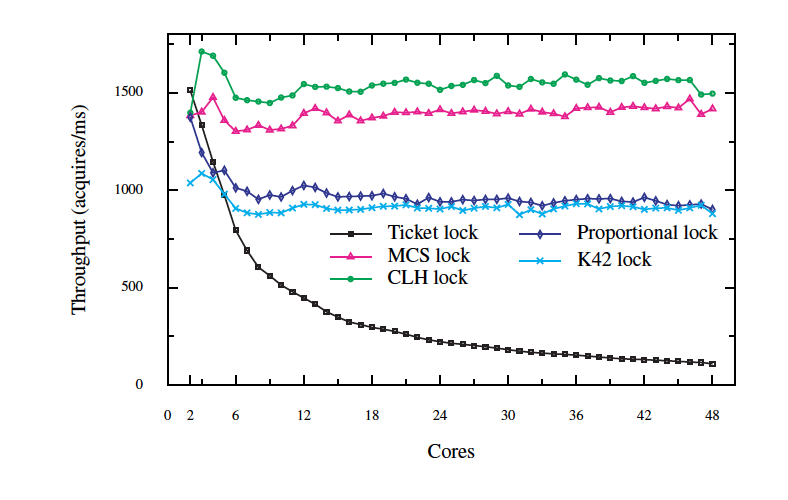 Throughput (acquires/ms)
1500
1000
500
0
Ticket lock
MCS lock
CLH lock
Proportional lock
K42 lock
0 2 6 12 18 24 30 36 42 48
Cores